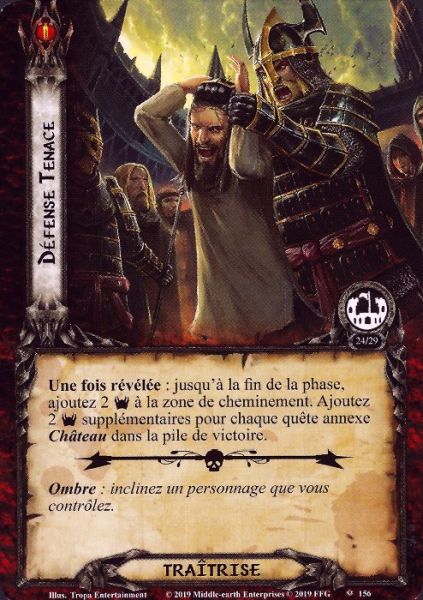 DÉFENSE TENACE
24/29
Une fois révélée : jusqu'à la fin de la phase,
ajoutez 2 à la zone de cheminement. Ajoutez
2 supplémentaires pour chaque quête annexe
Château dans la pile de victoire.
Ombre : inclinez un personnage que vous
contrôlez.
TRAÎTRISE
Illus. Tropa Entertainment © 2019 Middle-earth Enterprises © 2019 FFG 156